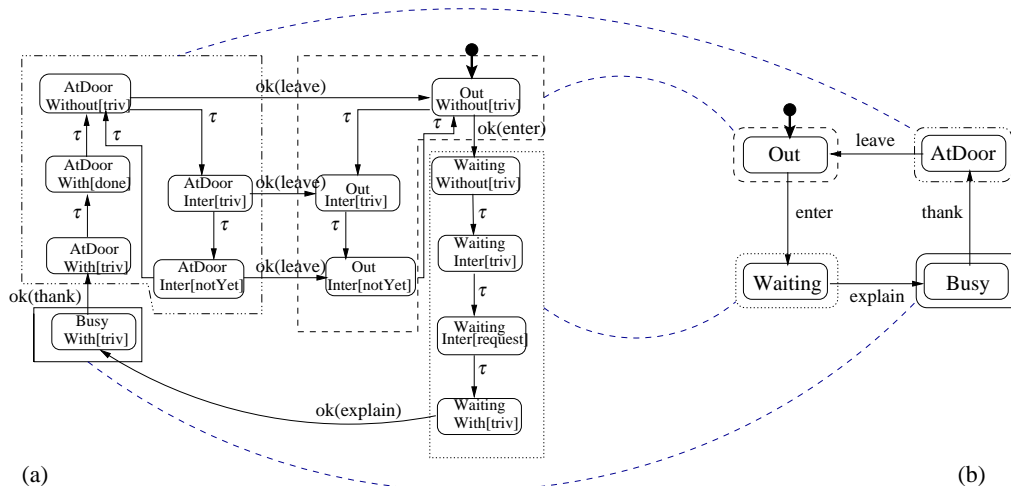 AtDoor
Without[triv]
ok(leave)
Out
Without[triv]
τ
τ
τ
τ
τ
ok(enter)
AtDoor
With[done]
Waiting
Without[triv]
AtDoor
Inter[triv]
ok(leave)
Out
Inter[triv]
τ
τ
τ
τ
AtDoor
With[triv]
Waiting
Inter[triv]
AtDoor
Inter[notYet]
ok(leave)
Out
Inter[notYet]
ok(thank)
τ
Busy
With[triv]
Waiting
Inter[request]
τ
ok(explain)
Waiting
With[triv]
(a)
Out
leave
AtDoor
enter
thank
Waiting
explain
Busy
(b)